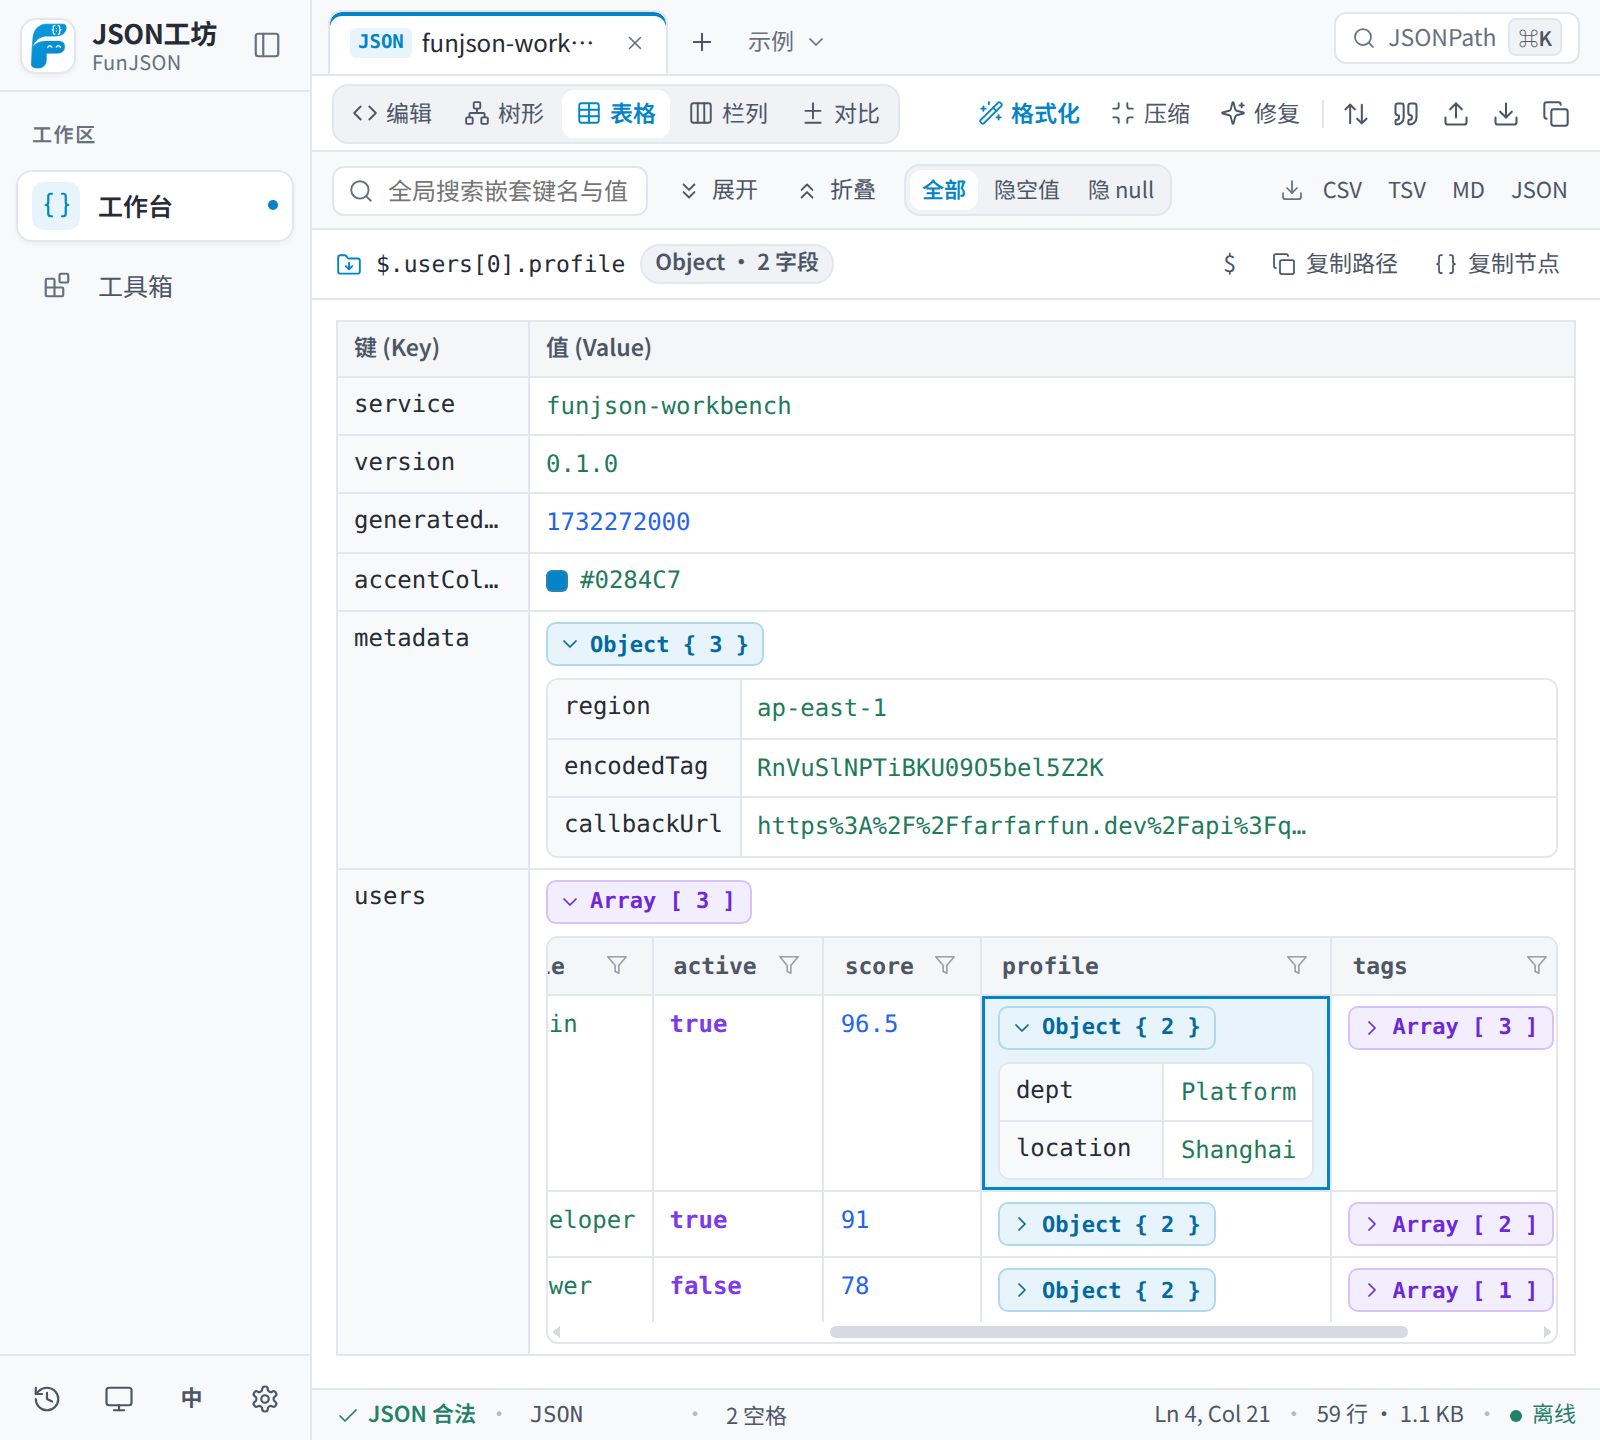 JSON工坊
FunJSON
工作区
工作台
工具箱
中
JSON funjson-work···
示例
JSONPath ⌘K
编辑 树形 表格 栏列 对比
格式化 压缩 修复
全局搜索嵌套键名与值
展开 折叠
全部 隐空值 隐 null
CSV TSV MD JSON
$.users[0].profile Object • 2 字段
$ 复制路径 {} 复制节点
键 (Key) 值 (Value)
service funjson-workbench
version 0.1.0
generated… 1732272000
accentCol… #0284C7
metadata Object { 3 }
region ap-east-1
encodedTag RnVuSlNPTiBKU09O5bel5Z2K
callbackUrl https%3A%2F%2Ffarfarfun.dev%2Fapi%3Fq…
users Array [ 3 ]
e active score profile tags
in true 96.5 Object { 2 } Array [ 3 ]
dept Platform
location Shanghai
eloper true 91 Object { 2 } Array [ 2 ]
wer false 78 Object { 2 } Array [ 1 ]
JSON 合法 • JSON • 2 空格
Ln 4, Col 21 • 59 行 • 1.1 KB • 离线